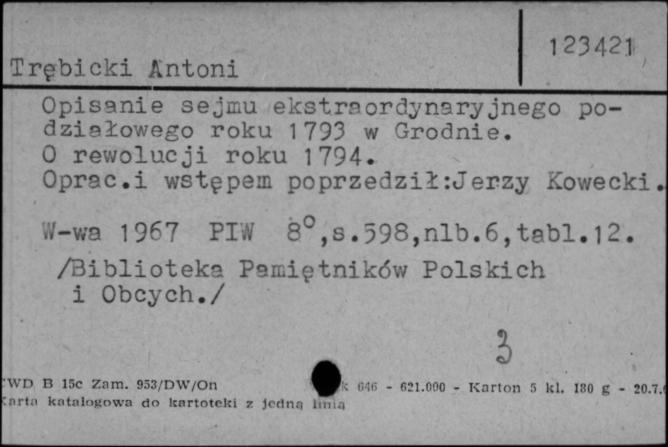 123421
Trębicki Antoni
Opisanie sejmu ekstraordynaryjnego po-
działowego roku 1793 w Grodnie.
O rewolucji roku 1794.
Oprac.i wstępem poprzedził:Jerzy Kowecki.
W-wa 1967 PIW 8°,s.598,nlb.6,tabl.12.
/Biblioteka Pamiętników Polskich
i Obcych./
3
CWD B 15c Zam. 953/DW/On k 646 - 621.000 - Karton 5 kl. 180 g - 20.7.
Karta katalogowa do kartoteki z jedną linią